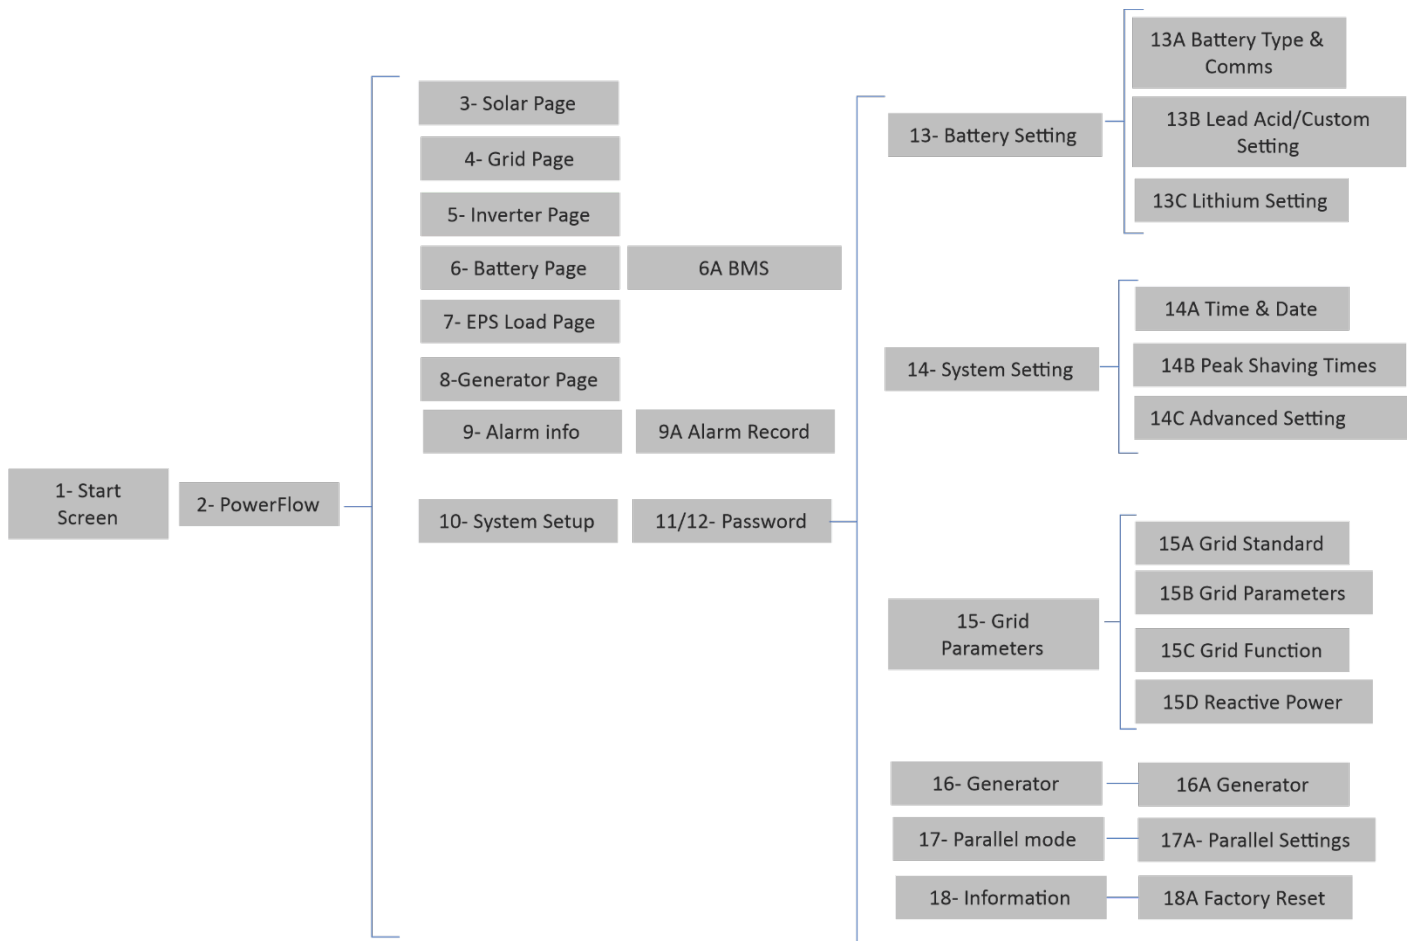 1- Start
Screen
2- PowerFlow
3- Solar Page
4- Grid Page
5- Inverter Page
6- Battery Page
6A BMS
7- EPS Load Page
8-Generator Page
9- Alarm info
9A Alarm Record
10- System Setup
11/12- Password
13- Battery Setting
13A Battery Type &
Comms
13B Lead Acid/Custom
Setting
13C Lithium Setting
14- System Setting
14A Time & Date
14B Peak Shaving Times
14C Advanced Setting
15- Grid
Parameters
15A Grid Standard
15B Grid Parameters
15C Grid Function
15D Reactive Power
16- Generator
16A Generator
17- Parallel mode
17A- Parallel Settings
18- Information
18A Factory Reset